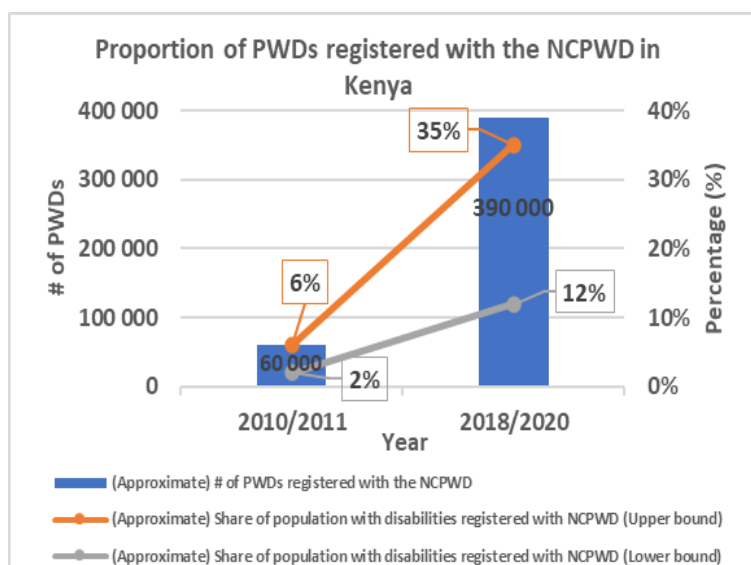 Proportion of PWDs registered with the NCPWD in
Kenya
400 000
300 000
200 000
100 000
0
# of PWDs
40%
30%
20%
10%
0%
Percentage (%)
35%
390 000
6%
12%
60 000
2%
2010/2011
2018/2020
Year
(Approximate) # of PWDs registered with the NCPWD
(Approximate) Share of population with disabilities registered with NCPWD (Upper bound)
(Approximate) Share of population with disabilities registered with NCPWD (Lower bound)